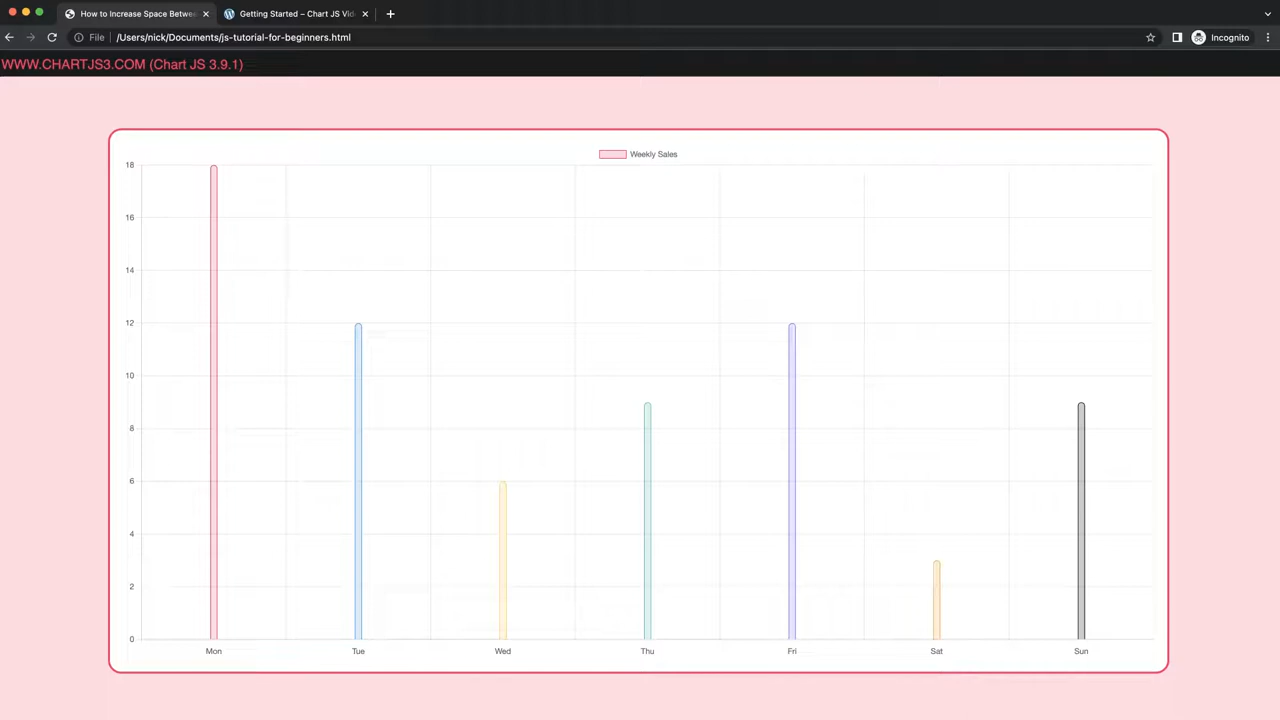 How to Increase Space Betwee
Getting Started – Chart JS Vid
File
/Users/nick/Documents/js-tutorial-for-beginners.html
Incognito
WWW.CHARTJS3.COM (Chart JS 3.9.1)
Weekly Sales
18
16
14
12
10
8
6
4
2
0
Mon Tue Wed Thu Fri Sat Sun